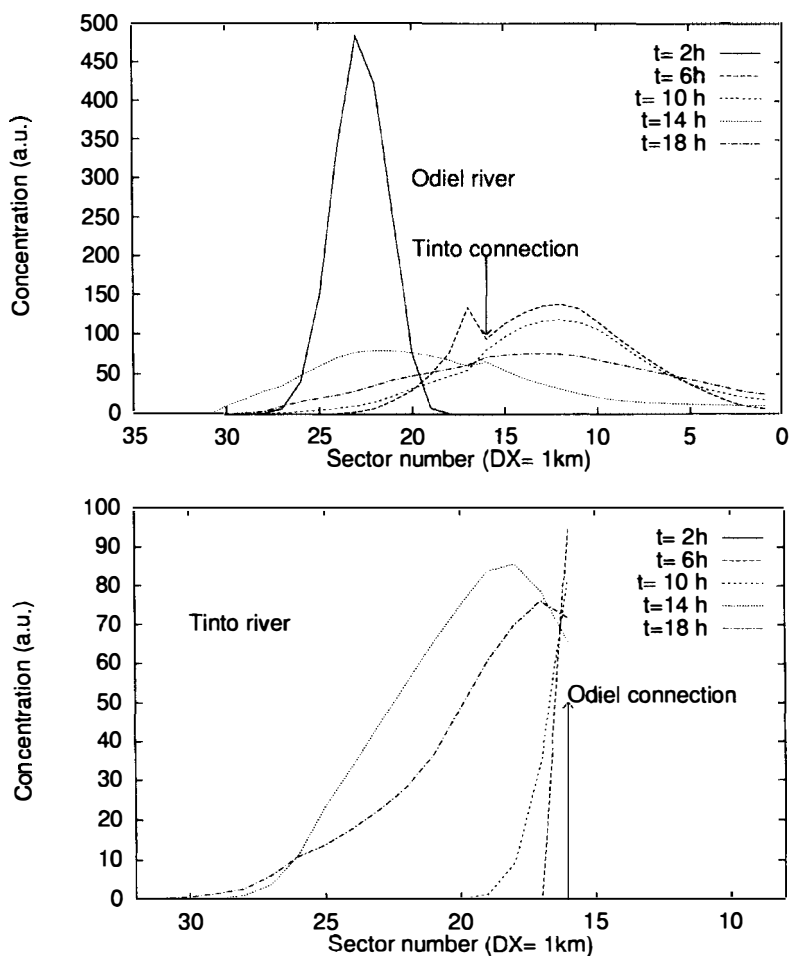 500
450
400
350
300
250
200
150
100
50
0
Concentration (a.u.)
t= 2h
t= 6h
t= 10 h
t=14 h
t=18 h
Odiel river
Tinto connection
35 30 25 20 15 10 5 0
Sector number (DX= 1km)
100
90
80
70
60
50
40
30
20
10
0
Concentration (a.u.)
t= 2h
t= 6h
t= 10 h
t=14 h
t=18 h
Tinto river
Odiel connection
30 25 20 15 10
Sector number (DX= 1km)